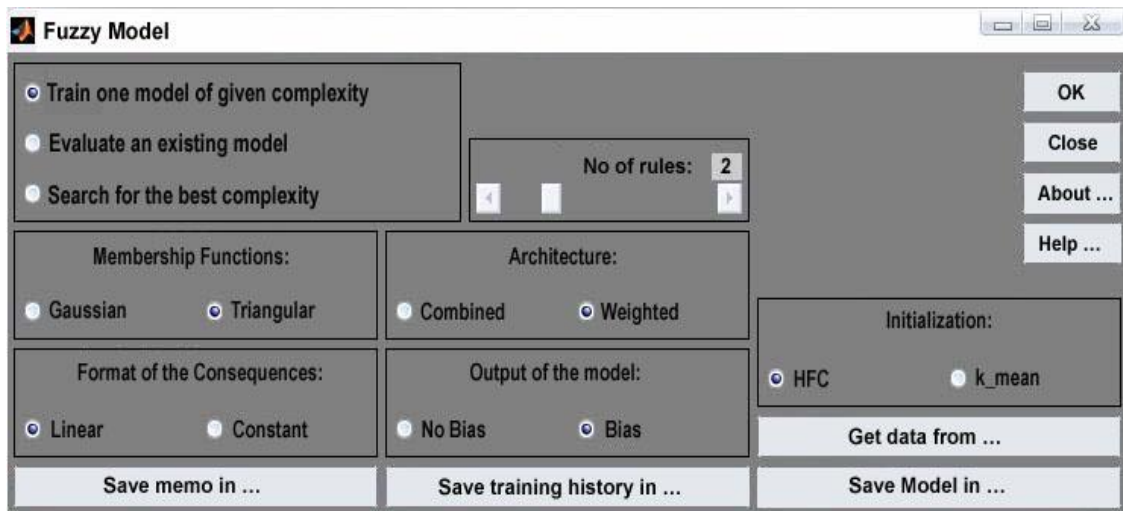 Fuzzy Model
Train one model of given complexity
Evaluate an existing model
Search for the best complexity
No of rules: 2
OK
Close
About ...
Help ...
Membership Functions:
Gaussian Triangular
Architecture:
Combined Weighted
Initialization:
HFC k_mean
Format of the Consequences:
Linear Constant
Output of the model:
No Bias Bias
Get data from ...
Save memo in ...
Save training history in ...
Save Model in ...